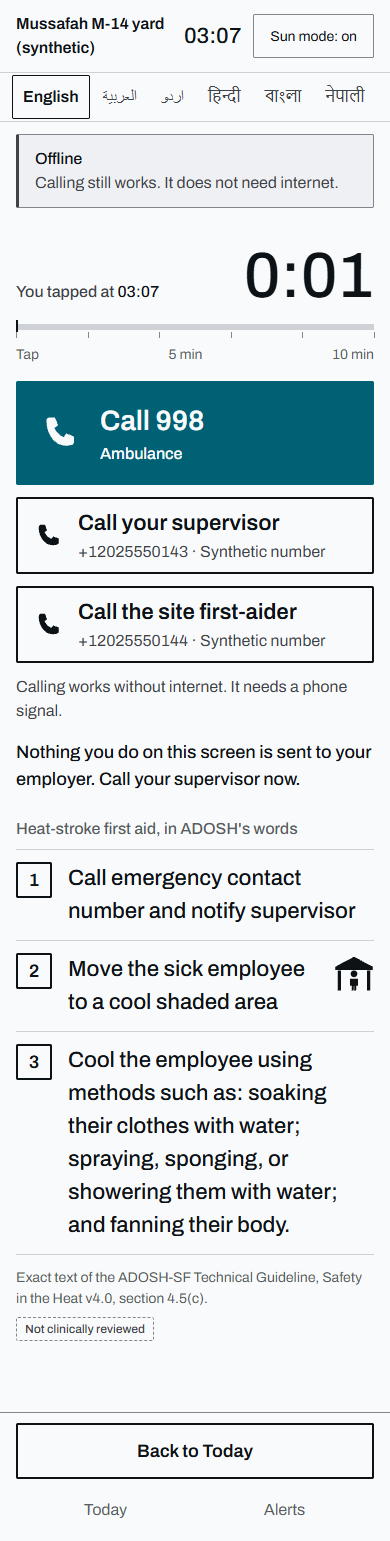 Mussafah M-14 yard
(synthetic)
03:07
Sun mode: on
English
العربية
اردو
हिन्दी
বাংলা
नेपाली
Offline
Calling still works. It does not need internet.
You tapped at 03:07
0:01
Tap
5 min
10 min
Call 998
Ambulance
Call your supervisor
+12025550143 · Synthetic number
Call the site first-aider
+12025550144 · Synthetic number
Calling works without internet. It needs a phone
signal.
Nothing you do on this screen is sent to your
employer. Call your supervisor now.
Heat-stroke first aid, in ADOSH's words
1
Call emergency contact
number and notify supervisor
2
Move the sick employee
to a cool shaded area
3
Cool the employee using
methods such as: soaking
their clothes with water;
spraying, sponging, or
showering them with water;
and fanning their body.
Exact text of the ADOSH-SF Technical Guideline, Safety
in the Heat v4.0, section 4.5(c).
Not clinically reviewed
Back to Today
Today
Alerts